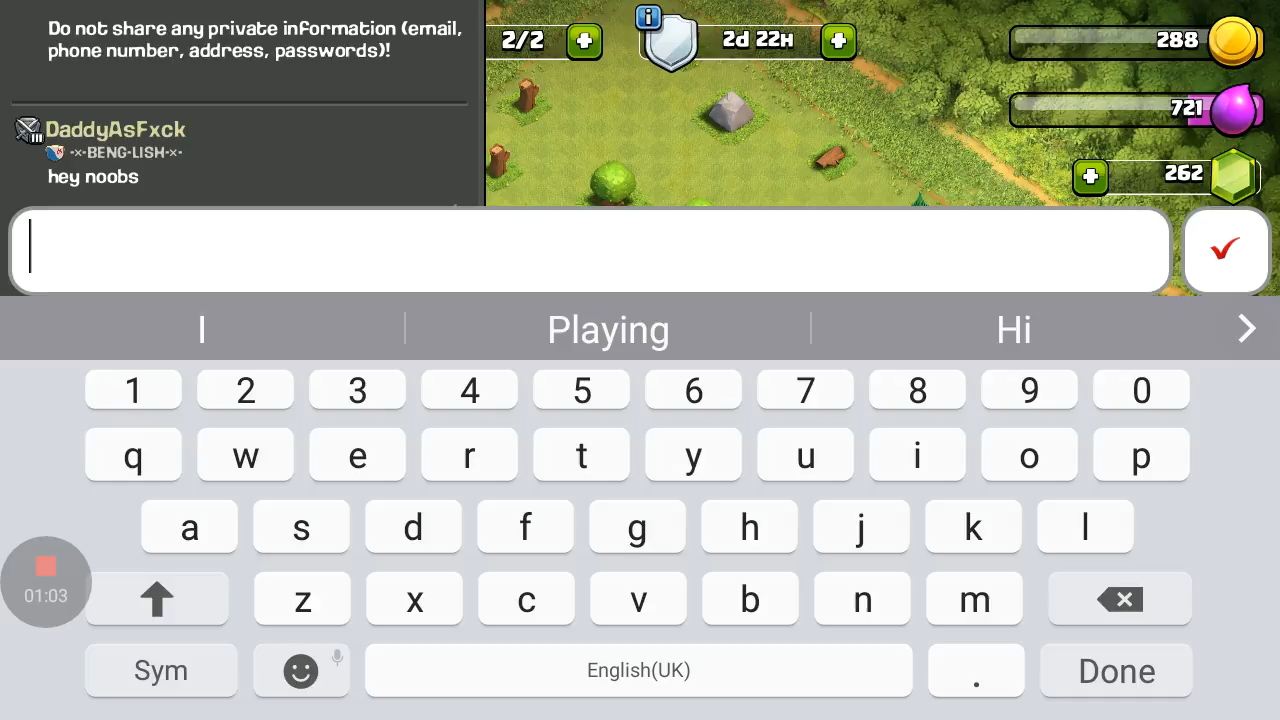 Do not share any private information (email,
phone number, address, passwords)!
2/2
2d 22H
288
DaddyAsFxck
-×-BENG-LISH-×-
hey noobs
721
262
I Playing Hi
1 2 3 4 5 6 7 8 9 0
q w e r t y u i o p
a s d f g h j k l
01:03
z x c v b n m
Sym English(UK) . Done